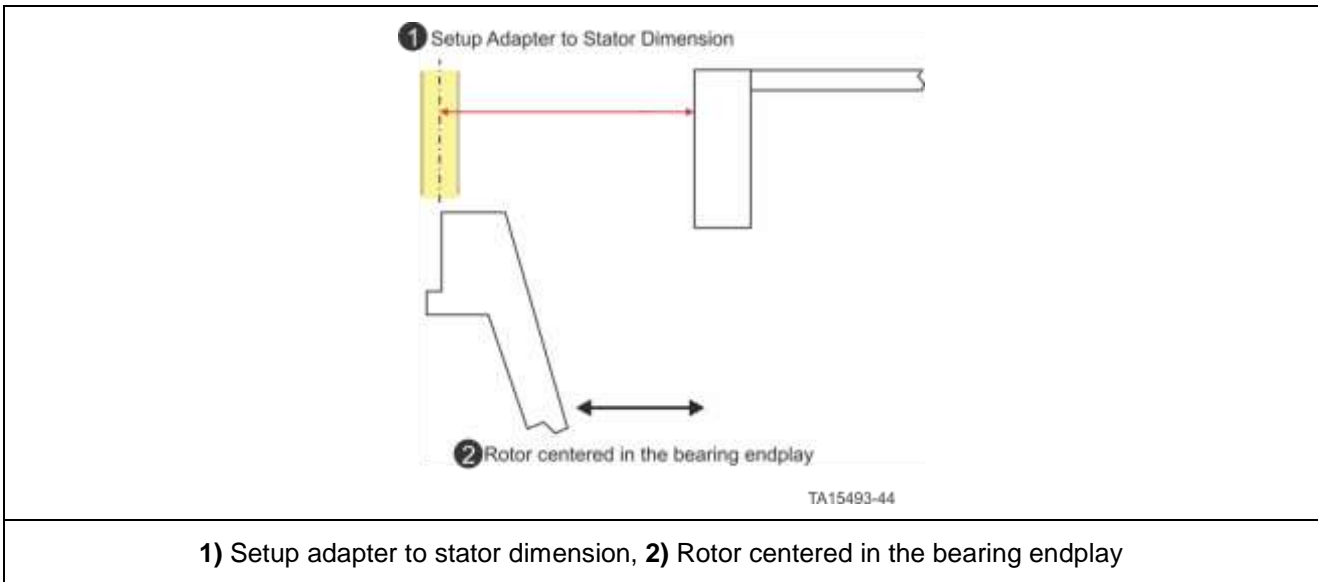 1 Setup Adapter to Stator Dimension
2 Rotor centered in the bearing endplay
TA15493-44
1) Setup adapter to stator dimension, 2) Rotor centered in the bearing endplay